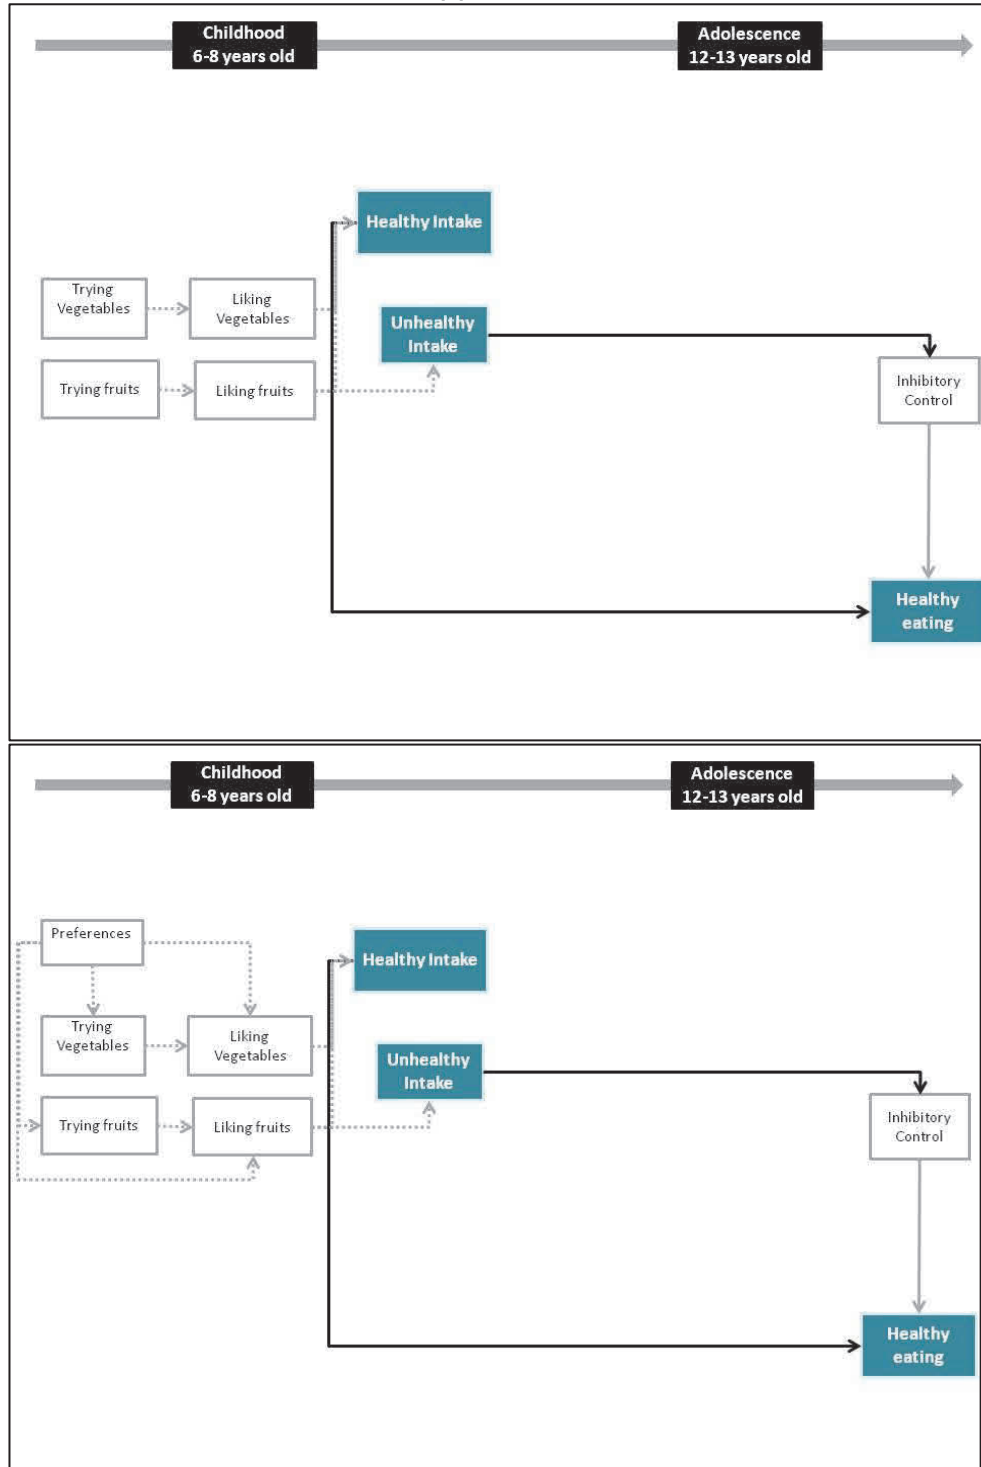 Childhood
6-8 years old
Adolescence
12-13 years old
Healthy Intake
Trying
Vegetables
Liking
Vegetables
Unhealthy
Intake
Trying fruits
Liking fruits
Inhibitory
Control
Healthy
eating
Childhood
6-8 years old
Adolescence
12-13 years old
Preferences
Healthy Intake
Trying
Vegetables
Liking
Vegetables
Unhealthy
Intake
Trying fruits
Liking fruits
Inhibitory
Control
Healthy
eating